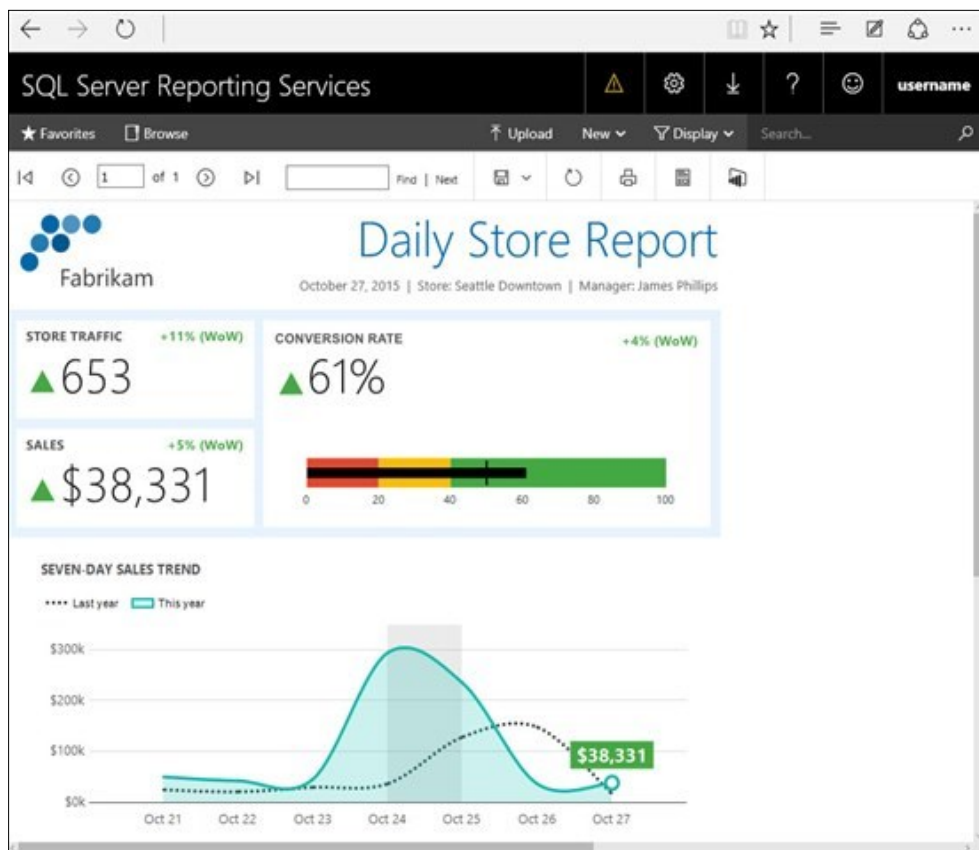 SQL Server Reporting Services ? username
Favorites Browse Upload New Display Search...
1 of 1 Find | Next
Fabrikam
Daily Store Report
October 27, 2015 | Store: Seattle Downtown | Manager: James Phillips
STORE TRAFFIC +11% (WoW)
653
SALES +5% (WoW)
$38,331
CONVERSION RATE +4% (WoW)
61%
0 20 40 60 80 100
SEVEN-DAY SALES TREND
Last year This year
$300k
$200k
$100k
$38,331
$0k
Oct 21 Oct 22 Oct 23 Oct 24 Oct 25 Oct 26 Oct 27